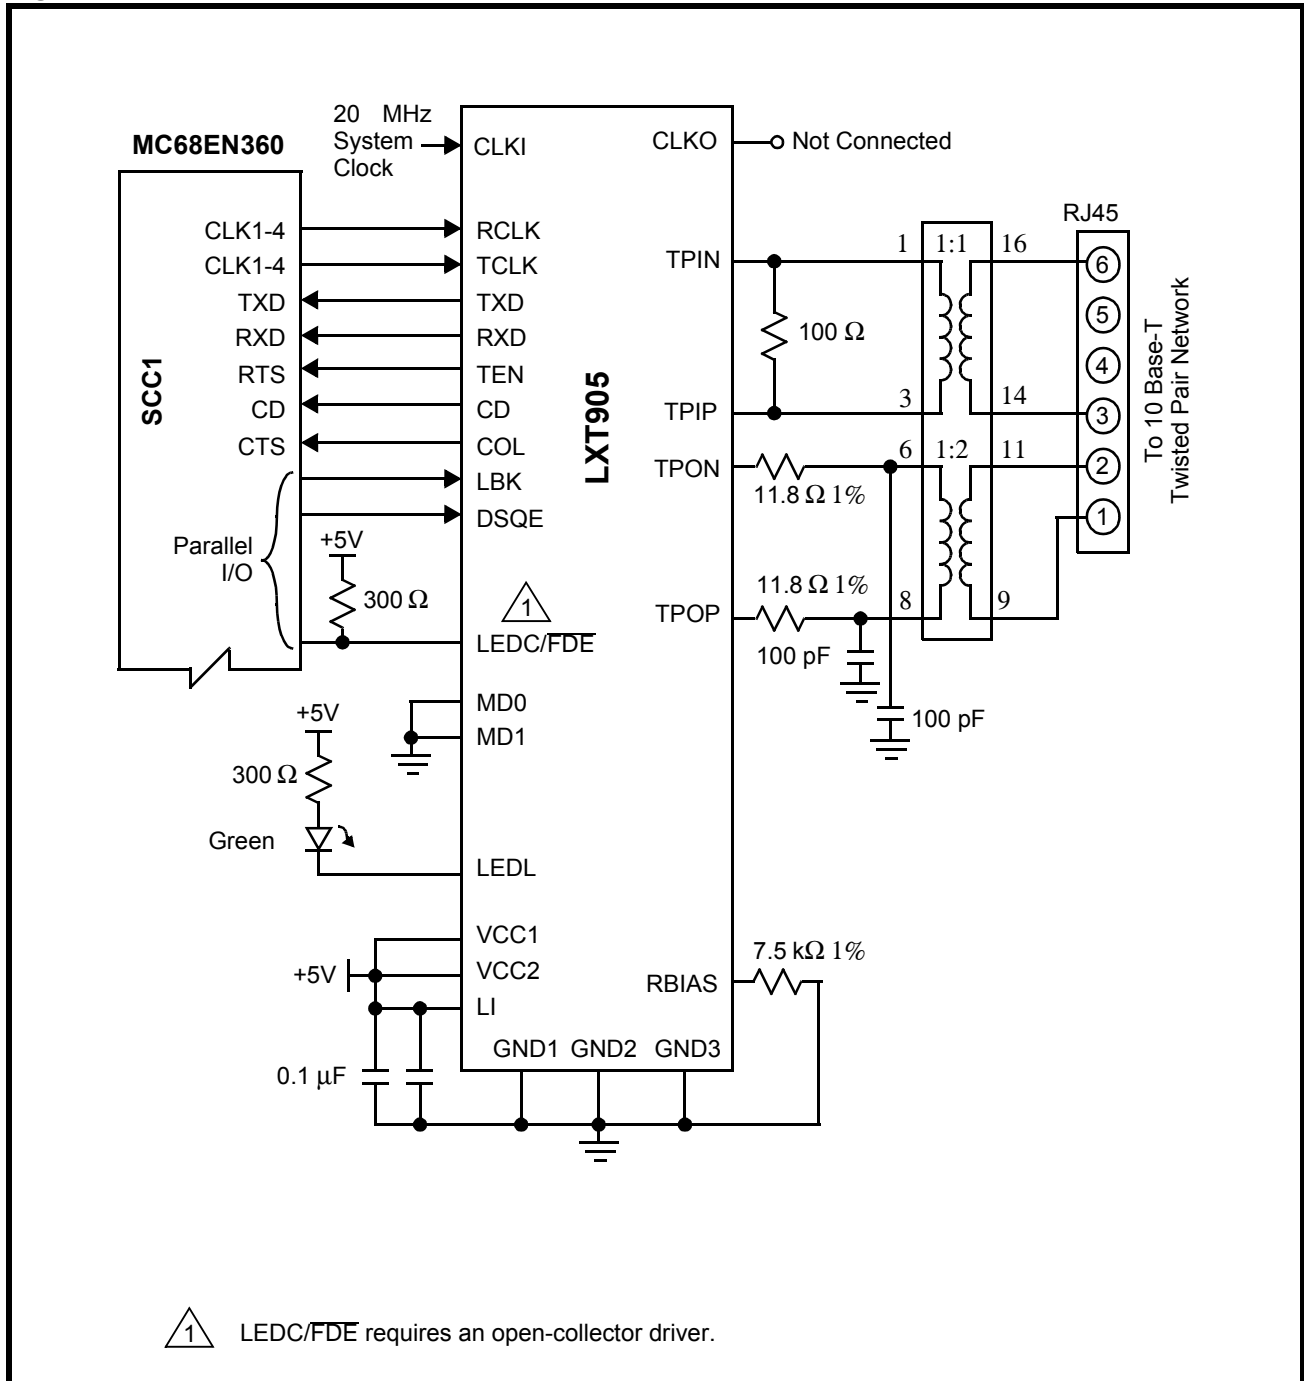 20 MHz
System
Clock
MC68EN360
SCC1
CLK1-4
CLK1-4
TXD
RXD
RTS
CD
CTS
Parallel
I/O
+5V
300 Ω
+5V
300 Ω
Green
+5V
0.1 µF
LXT905
CLKI
RCLK
TCLK
TXD
RXD
TEN
CD
COL
LBK
DSQE
1
LEDC/FDE
MD0
MD1
LEDL
VCC1
VCC2
LI
GND1 GND2 GND3
CLKO
TPIN
TPIP
TPON
TPOP
RBIAS
Not Connected
100 Ω
11.8 Ω 1%
11.8 Ω 1%
100 pF
100 pF
7.5 kΩ 1%
1 1:1 16
3 14
6 1:2 11
8 9
RJ45
6
5
4
3
2
1
To 10 Base-T
Twisted Pair Network
1 LEDC/FDE requires an open-collector driver.